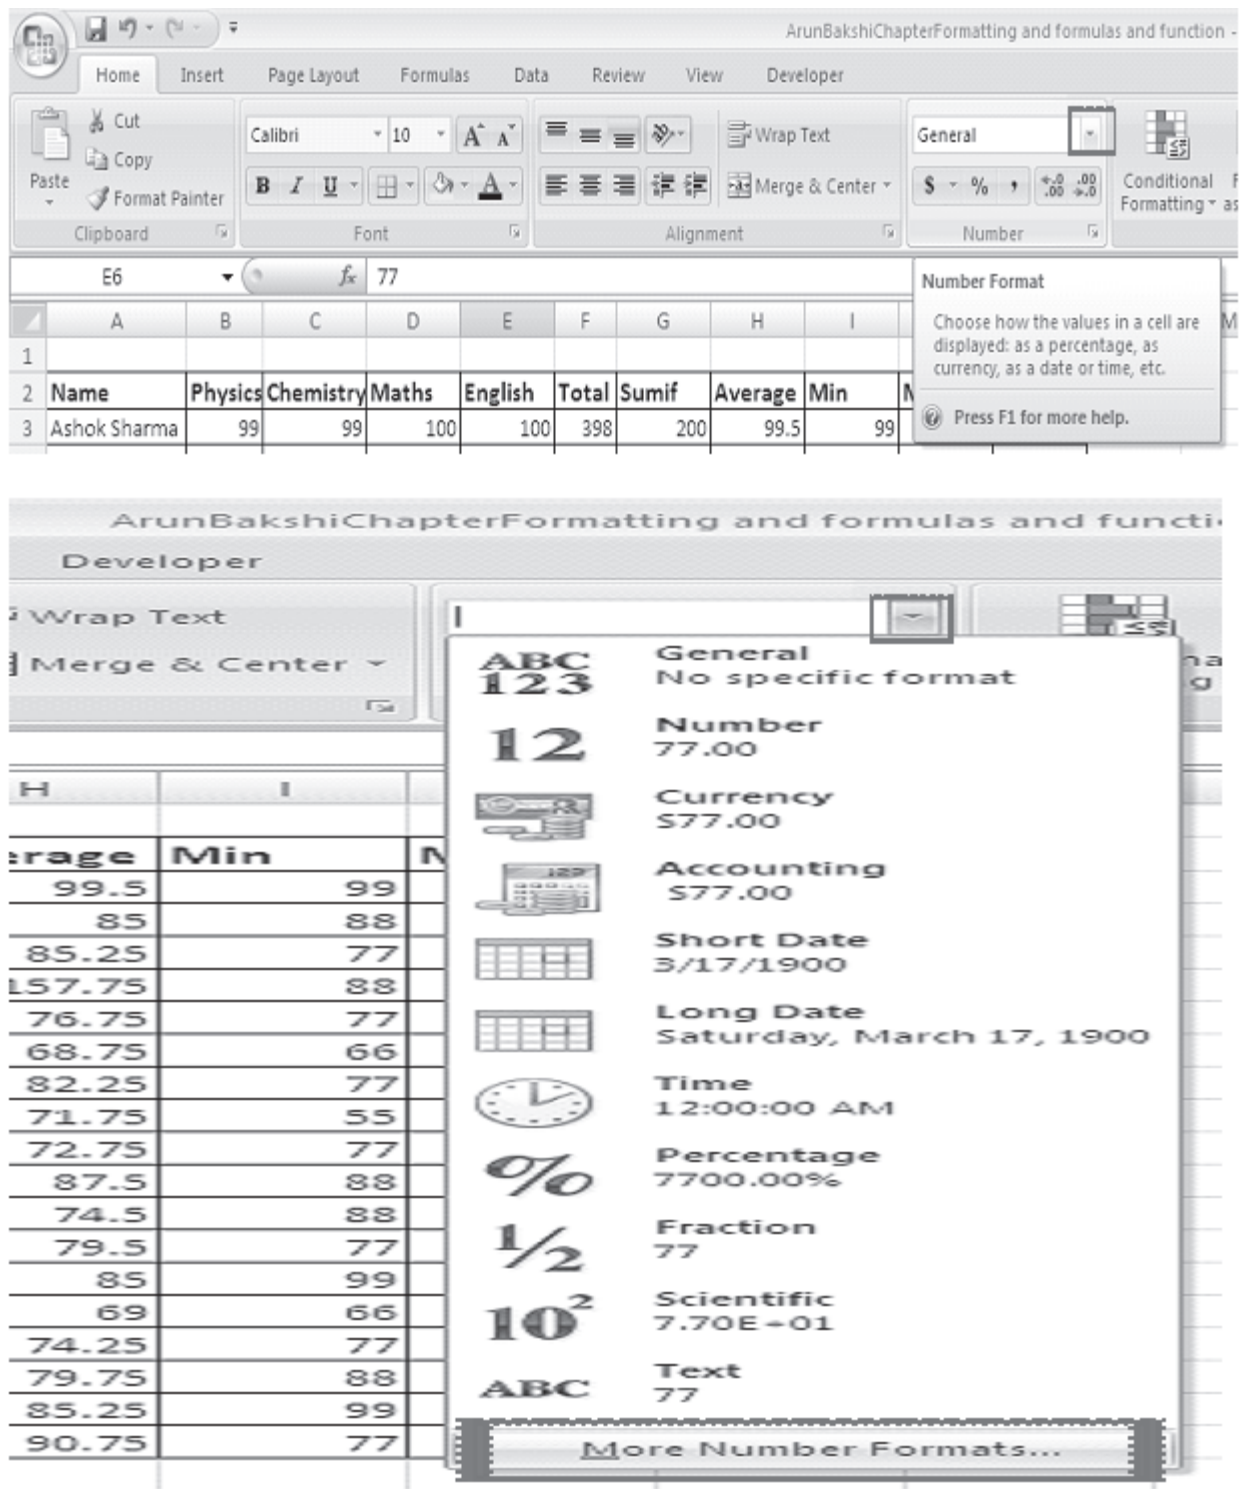 ArunBakshiChapterFormatting and formulas and function -
Home Insert Page Layout Formulas Data Review View Developer
Cut
Copy
Format Painter
Paste
Clipboard
Calibri 10
A A
B I U A
Font
Wrap Text
Merge & Center
Alignment
General
$ % , .0 .00 .00 .0
Number
Conditional
Formatting
E6 fx 77
Number Format
Choose how the values in a cell are
displayed: as a percentage, as
currency, as a date or time, etc.
Press F1 for more help.
A B C D E F G H I M
1
2 Name Physics Chemistry Maths English Total Sumif Average Min
3 Ashok Sharma 99 99 100 100 398 200 99.5 99
ArunBakshiChapterFormatting and formulas and functi
Developer
Wrap Text
Merge & Center
H I
erage Min
99.5 99
85 88
85.25 77
157.75 88
76.75 77
68.75 66
82.25 77
71.75 55
72.75 77
87.5 88
74.5 88
79.5 77
85 99
69 66
74.25 77
79.75 88
85.25 99
90.75 77
ABC
123
General
No specific format
12
Number
77.00
Currency
$77.00
Accounting
$77.00
Short Date
3/17/1900
Long Date
Saturday, March 17, 1900
Time
12:00:00 AM
%
Percentage
7700.00%
1/2
Fraction
77
10²
Scientific
7.70E+01
ABC
Text
77
More Number Formats...